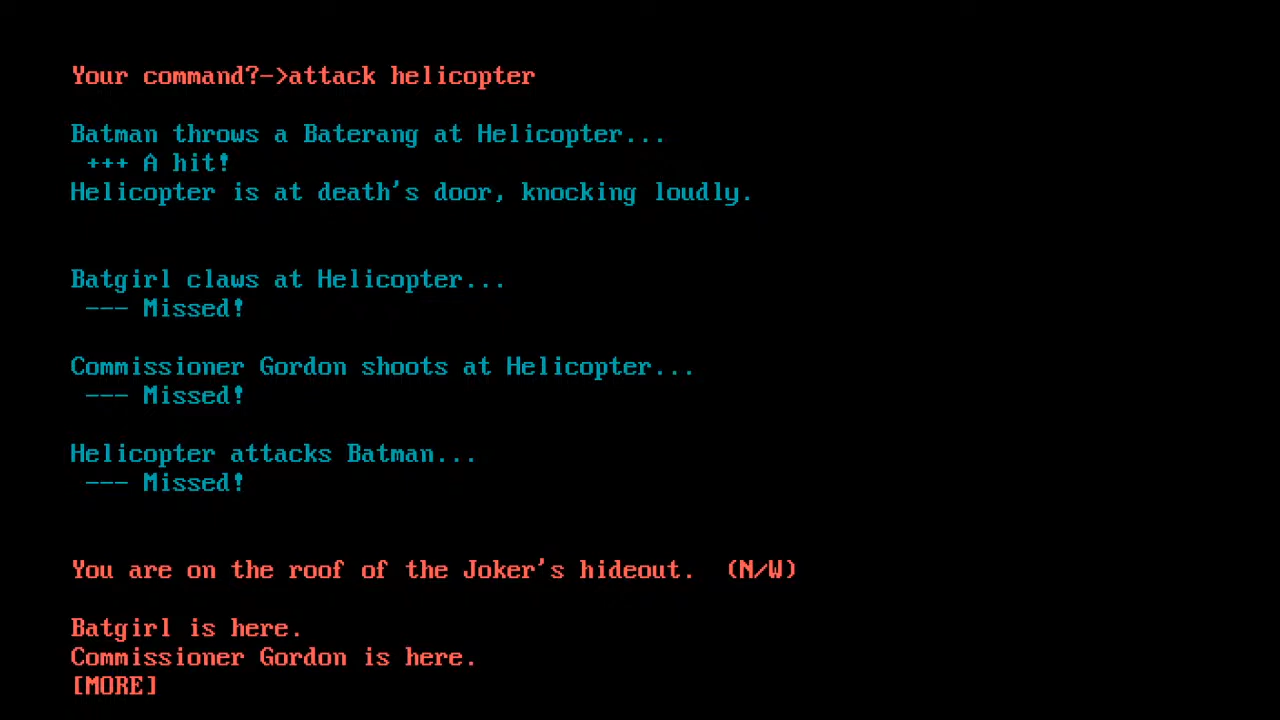 Your command?->attack helicopter
Batman throws a Baterang at Helicopter...
+++ A hit!
Helicopter is at death's door, knocking loudly.
Batgirl claws at Helicopter...
--- Missed!
Commissioner Gordon shoots at Helicopter...
--- Missed!
Helicopter attacks Batman...
--- Missed!
You are on the roof of the Joker's hideout.  (N/W)
Batgirl is here.
Commissioner Gordon is here.
[MORE]